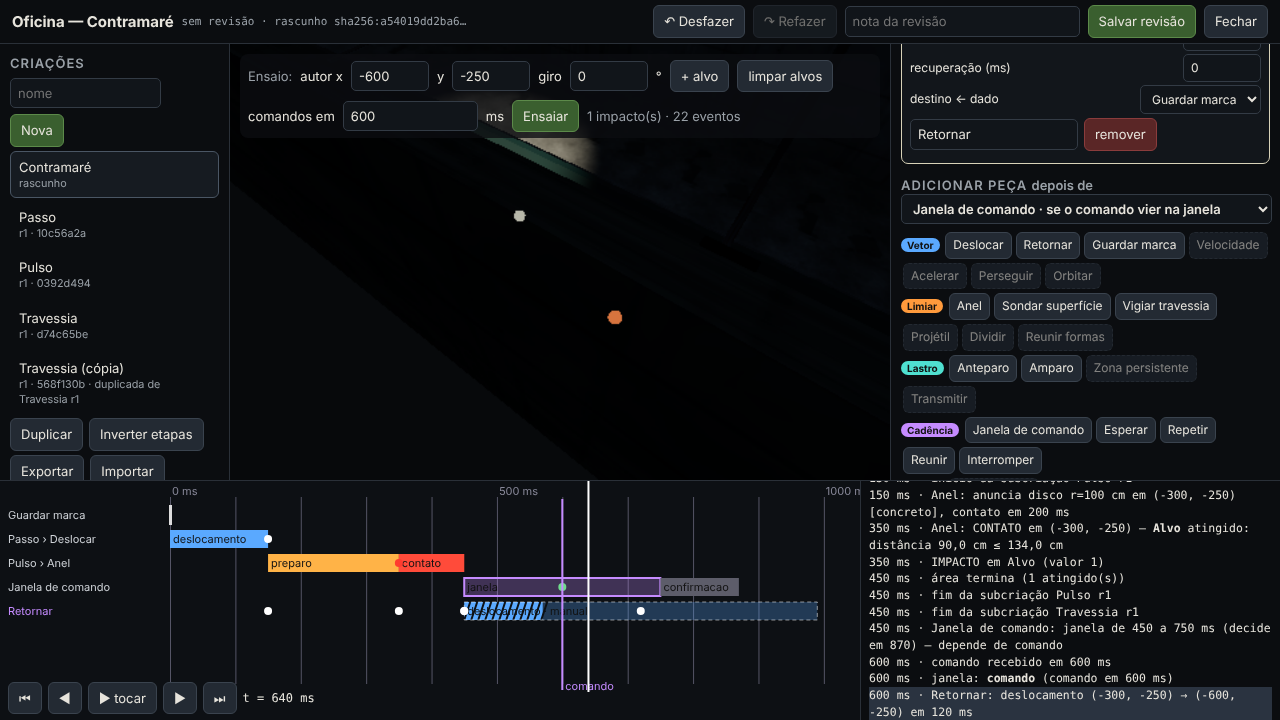 Oficina — Contramaré sem revisão · rascunho sha256:a54019dd2ba6…
↶ Desfazer
↷ Refazer
nota da revisão
Salvar revisão
Fechar
CRIAÇÕES
nome
Nova
Contramaré
rascunho
Passo
r1 · 10c56a2a
Pulso
r1 · 0392d494
Travessia
r1 · d74c65be
Travessia (cópia)
r1 · 568f130b · duplicada de
Travessia r1
Duplicar
Inverter etapas
Exportar
Importar
Ensaio: autor x -600 y -250 giro 0 ° + alvo limpar alvos
comandos em 600 ms Ensaiar 1 impacto(s) · 22 eventos
recuperação (ms) 0
destino ← dado Guardar marca
Retornar remover
ADICIONAR PEÇA depois de
Janela de comando · se o comando vier na janela
Vetor Deslocar Retornar Guardar marca Velocidade
Acelerar Perseguir Orbitar
Limiar Anel Sondar superfície Vigiar travessia
Projétil Dividir Reunir formas
Lastro Anteparo Amparo Zona persistente
Transmitir
Cadência Janela de comando Esperar Repetir
Reunir Interromper
0 ms 500 ms 1000 m
Guardar marca
Passo › Deslocar deslocamento
Pulso › Anel preparo contato
Janela de comando janela confirmacao
Retornar deslocamento manual
comando
⏮ ◀ ▶ tocar ▶ ⏭ t = 640 ms
150 ms · Anel: anuncia disco r=100 cm em (-300, -250)
[concreto], contato em 200 ms
350 ms · Anel: CONTATO em (-300, -250) — Alvo atingido:
distância 90,0 cm ≤ 134,0 cm
350 ms · IMPACTO em Alvo (valor 1)
450 ms · área termina (1 atingido(s))
450 ms · fim da subcriação Pulso r1
450 ms · fim da subcriação Travessia r1
450 ms · Janela de comando: janela de 450 a 750 ms (decide
em 870) — depende de comando
600 ms · comando recebido em 600 ms
600 ms · janela: comando (comando em 600 ms)
600 ms · Retornar: deslocamento (-300, -250) → (-600,
-250) em 120 ms